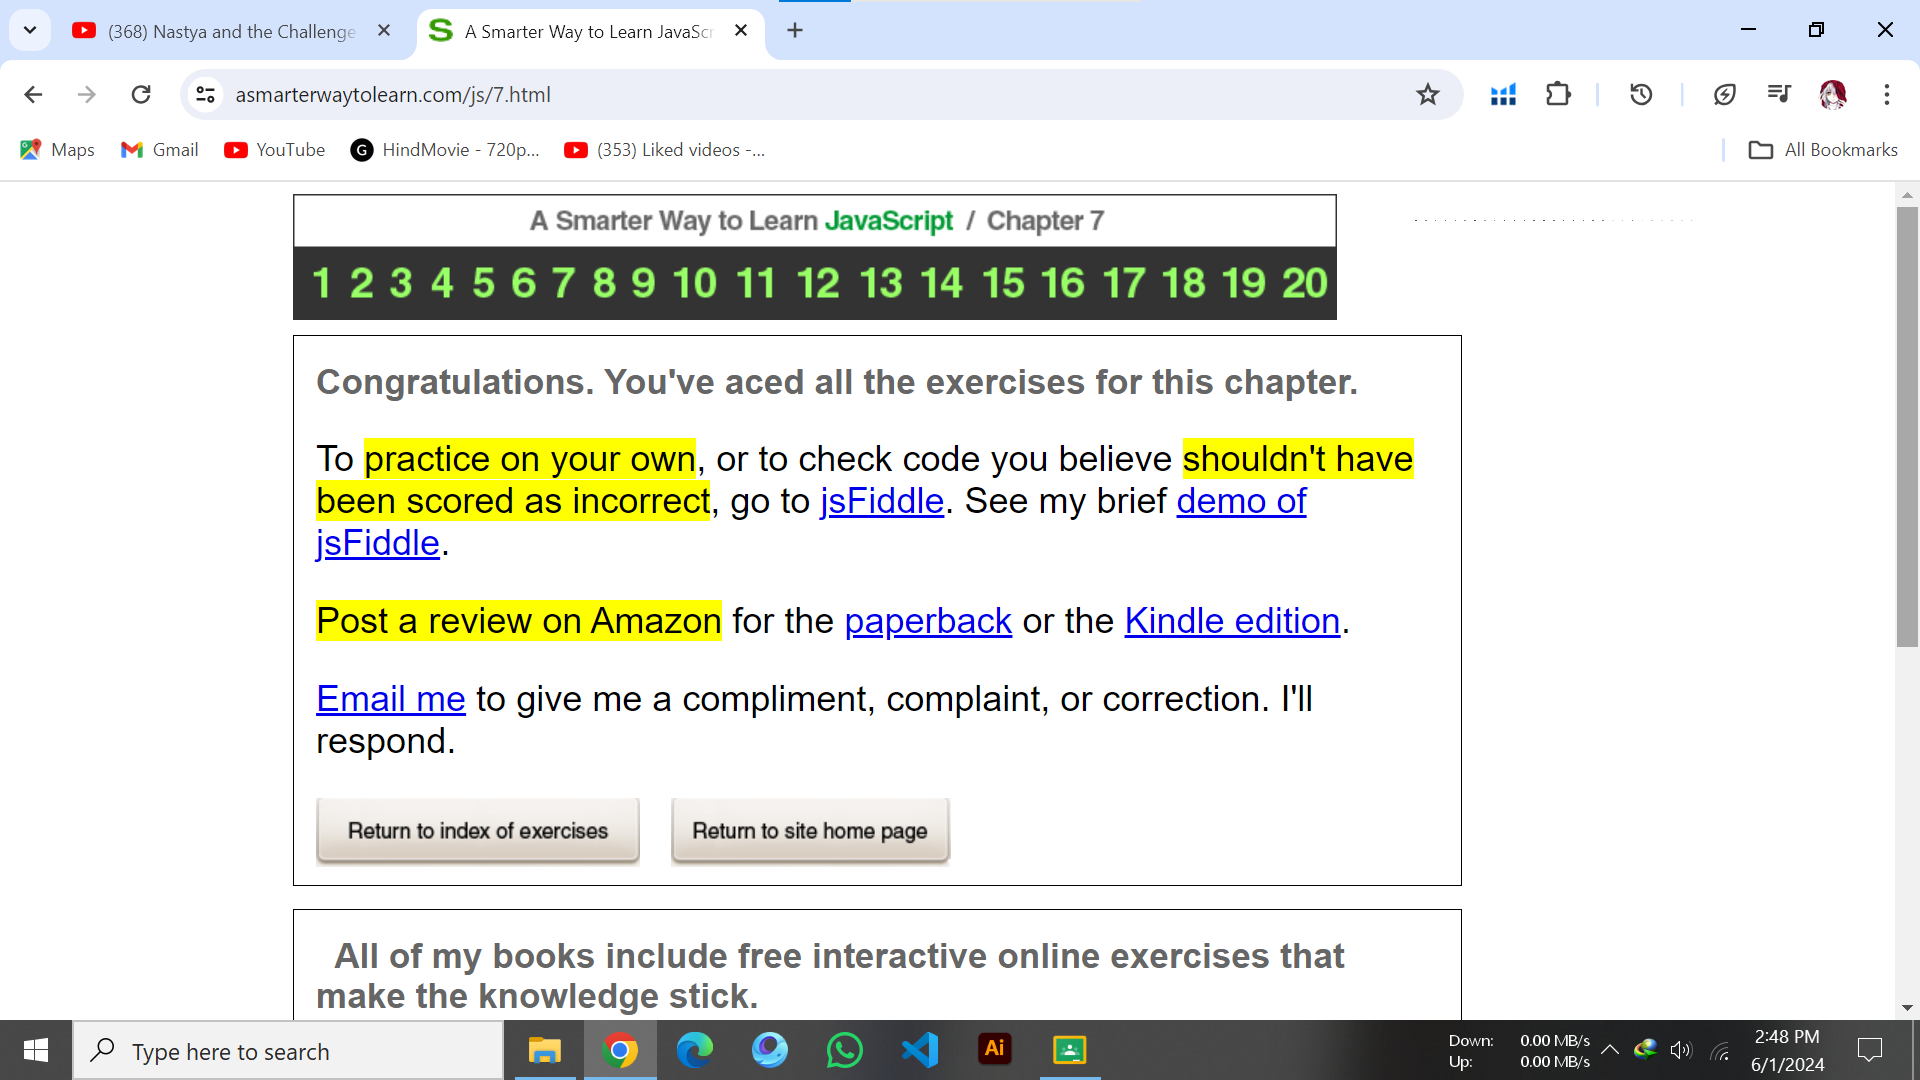 (368) Nastya and the Challenge
A Smarter Way to Learn JavaScr
asmarterwaytolearn.com/js/7.html
Maps
Gmail
YouTube
HindMovie - 720p...
(353) Liked videos -...
All Bookmarks
A Smarter Way to Learn JavaScript / Chapter 7
1 2 3 4 5 6 7 8 9 10 11 12 13 14 15 16 17 18 19 20
Congratulations. You've aced all the exercises for this chapter.
To practice on your own, or to check code you believe shouldn't have
been scored as incorrect, go to jsFiddle. See my brief demo of
jsFiddle.
Post a review on Amazon for the paperback or the Kindle edition.
Email me to give me a compliment, complaint, or correction. I'll
respond.
Return to index of exercises
Return to site home page
All of my books include free interactive online exercises that
make the knowledge stick.
Type here to search
Ai
Down: 0.00 MB/s
Up: 0.00 MB/s
2:48 PM
6/1/2024